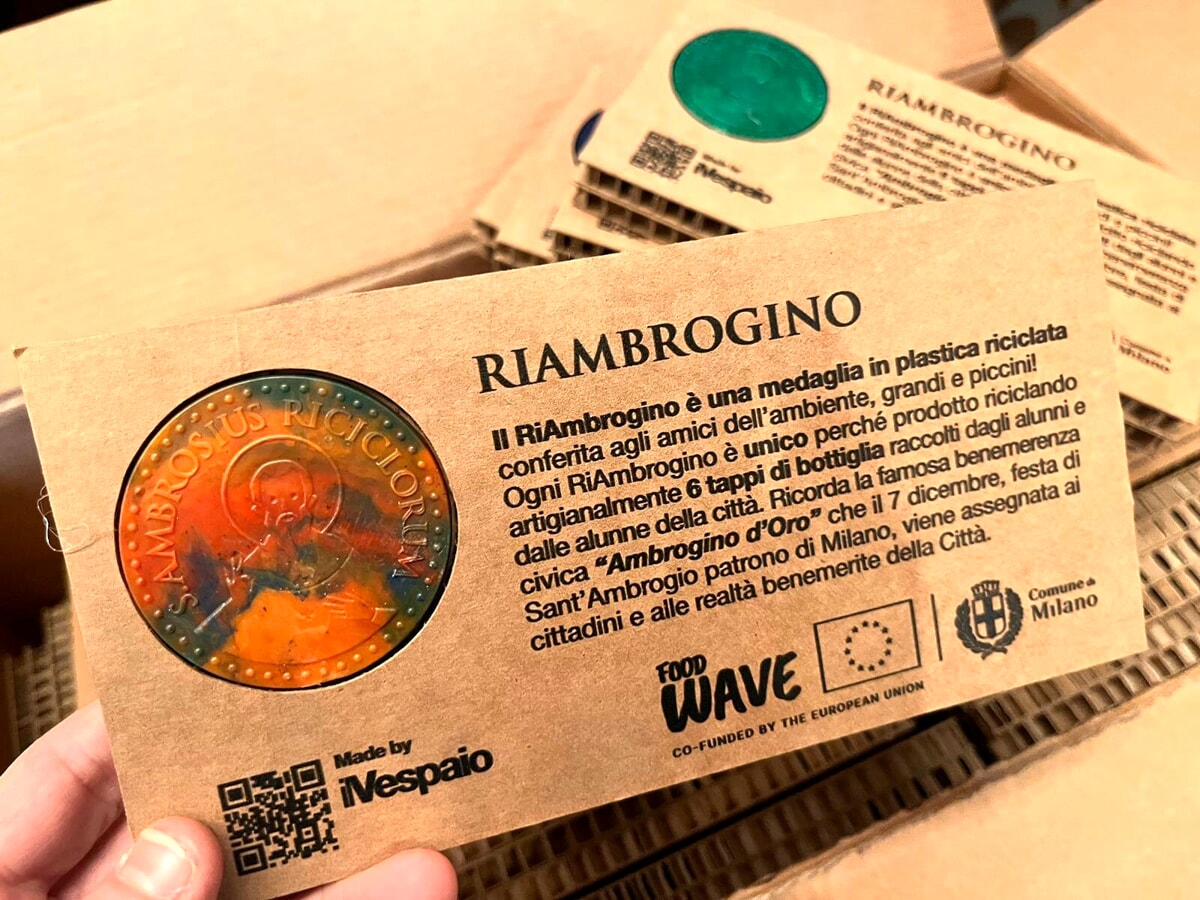 RIAMBROGINO
Il RiAmbrogino è una medaglia in plastica riciclata
conferita agli amici dell'ambiente, grandi e piccini!
Ogni RiAmbrogino è unico perché prodotto riciclando
artigianalmente 6 tappi di bottiglia raccolti dagli alunni e
dalle alunne della città. Ricorda la famosa benemerenza
civica “Ambrogino d'Oro” che il 7 dicembre, festa di
Sant'Ambrogio patrono di Milano, viene assegnata ai
cittadini e alle realtà benemerite della Città.
S AMBROSIUS RICICLORUM
Made by
iVespaio
FOOD
WAVE
CO-FUNDED BY THE EUROPEAN UNION
Comune di
Milano
RIAMBROGINO
Made by
iVespaio